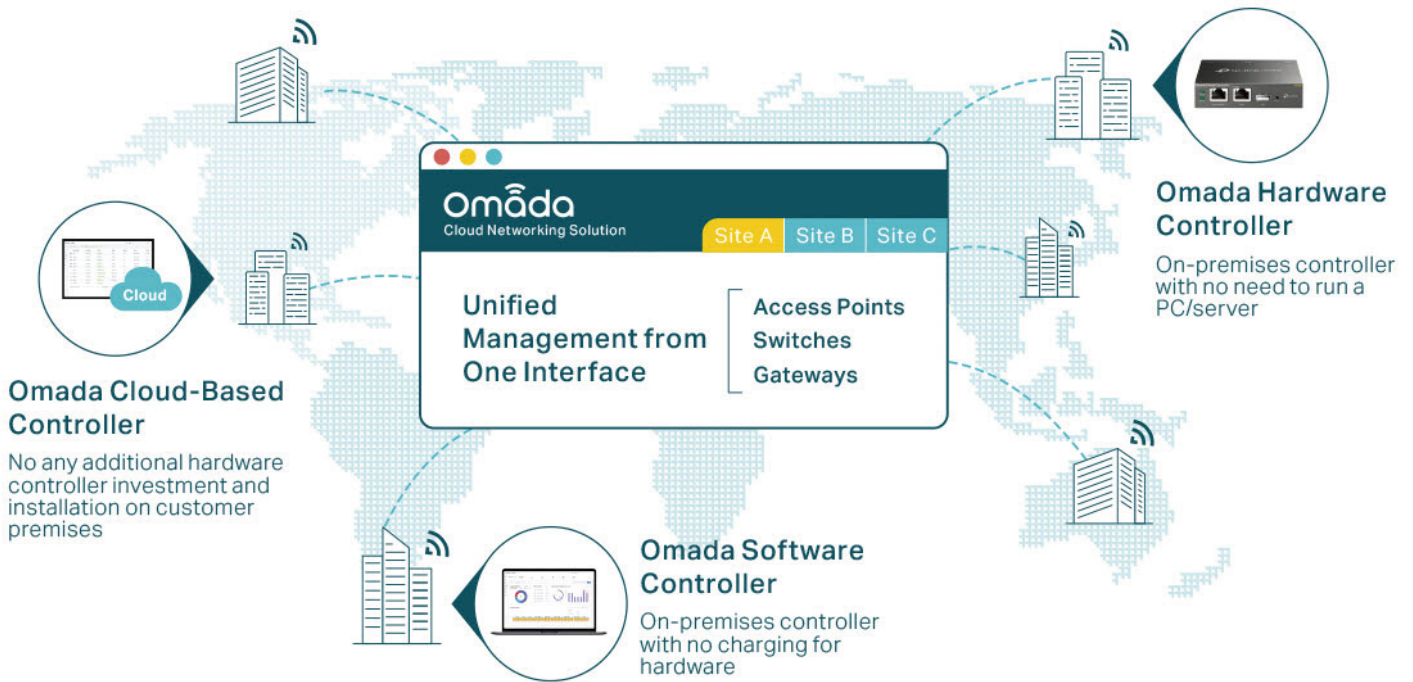 Omada
Cloud Networking Solution
Site A
Site B
Site C
Unified
Management from
One Interface
Access Points
Switches
Gateways
Omada Hardware
Controller
On-premises controller
with no need to run a
PC/server
Cloud
Omada Cloud-Based
Controller
No any additional hardware
controller investment and
installation on customer
premises
Omada Software
Controller
On-premises controller
with no charging for
hardware